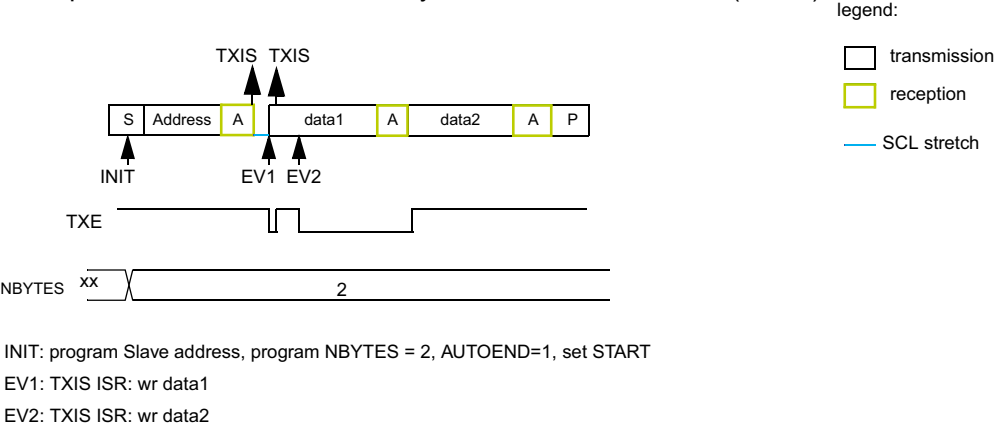 legend:
transmission
reception
SCL stretch
TXIS TXIS
S Address A data1 A data2 A P
INIT EV1 EV2
TXE
NBYTES xx 2
INIT: program Slave address, program NBYTES = 2, AUTOEND=1, set START
EV1: TXIS ISR: wr data1
EV2: TXIS ISR: wr data2